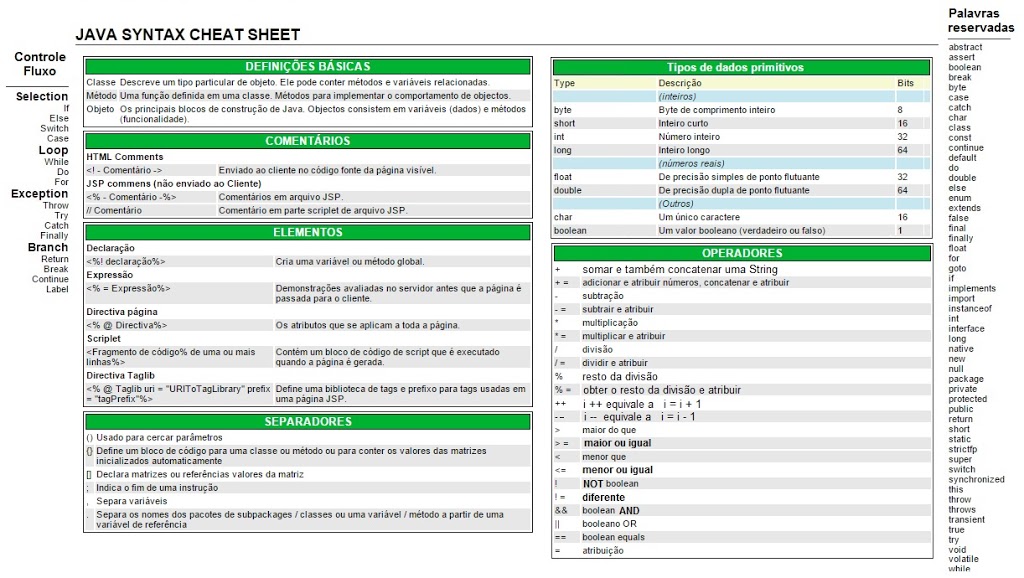 JAVA SYNTAX CHEAT SHEET
Controle
Fluxo
Selection
If
Else
Switch
Case
Loop
While
Do
For
Exception
Throw
Try
Catch
Finally
Branch
Return
Break
Continue
Label
DEFINIÇÕES BÁSICAS
Classe Descreve um tipo particular de objeto. Ele pode conter métodos e variáveis relacionadas.
Método Uma função definida em uma classe. Métodos para implementar o comportamento de objectos.
Objeto Os principais blocos de construção de Java. Objectos consistem em variáveis (dados) e métodos
(funcionalidade).
COMENTÁRIOS
HTML Comments
<! - Comentário -> Enviado ao cliente no código fonte da página visível.
JSP commens (não enviado ao Cliente)
<% - Comentário -%> Comentários em arquivo JSP.
// Comentário Comentário em parte scriplet de arquivo JSP.
ELEMENTOS
Declaração
<%! declaração%> Cria uma variável ou método global.
Expressão
<% = Expressão%> Demonstrações avaliadas no servidor antes que a página é
passada para o cliente.
Directiva página
<% @ Directiva%> Os atributos que se aplicam a toda a página.
Scriplet
<Fragmento de código% de uma ou mais Contém um bloco de código de script que é executado
linhas%> quando a página é gerada.
Directiva Taglib
<% @ Taglib uri = "URIToTagLibrary" prefix Define uma biblioteca de tags e prefixo para tags usadas em
= "tagPrefix"%> uma página JSP.
SEPARADORES
() Usado para cercar parâmetros
{} Define um bloco de código para uma classe ou método ou para conter os valores das matrizes
inicializados automaticamente
[] Declara matrizes ou referências valores da matriz
; Indica o fim de uma instrução
, Separa variáveis
. Separa os nomes dos pacotes de subpackages / classes ou uma variável / método a partir de uma
variável de referência
Tipos de dados primitivos
Type Descrição Bits
(inteiros)
byte Byte de comprimento inteiro 8
short Inteiro curto 16
int Número inteiro 32
long Inteiro longo 64
(números reais)
float De precisão simples de ponto flutuante 32
double De precisão dupla de ponto flutuante 64
(Outros)
char Um único caractere 16
boolean Um valor booleano (verdadeiro ou falso) 1
OPERADORES
+ somar e também concatenar uma String
+ = adicionar e atribuir números, concatenar e atribuir
- subtração
- = subtrair e atribuir
* multiplicação
* = multiplicar e atribuir
/ divisão
/ = dividir e atribuir
% resto da divisão
% = obter o resto da divisão e atribuir
++ i ++ equivale a i = i + 1
-- i -- equivale a i = i - 1
> maior do que
> = maior ou igual
< menor que
<= menor ou igual
! NOT boolean
! = diferente
&& boolean AND
|| booleano OR
== boolean equals
= atribuição
Palavras
reservadas
abstract
assert
boolean
break
byte
case
catch
char
class
const
continue
default
do
double
else
enum
extends
false
final
finally
float
for
goto
if
implements
import
instanceof
int
interface
long
native
new
null
package
private
protected
public
return
short
static
strictfp
super
switch
synchronized
this
throw
throws
transient
true
try
void
volatile
while